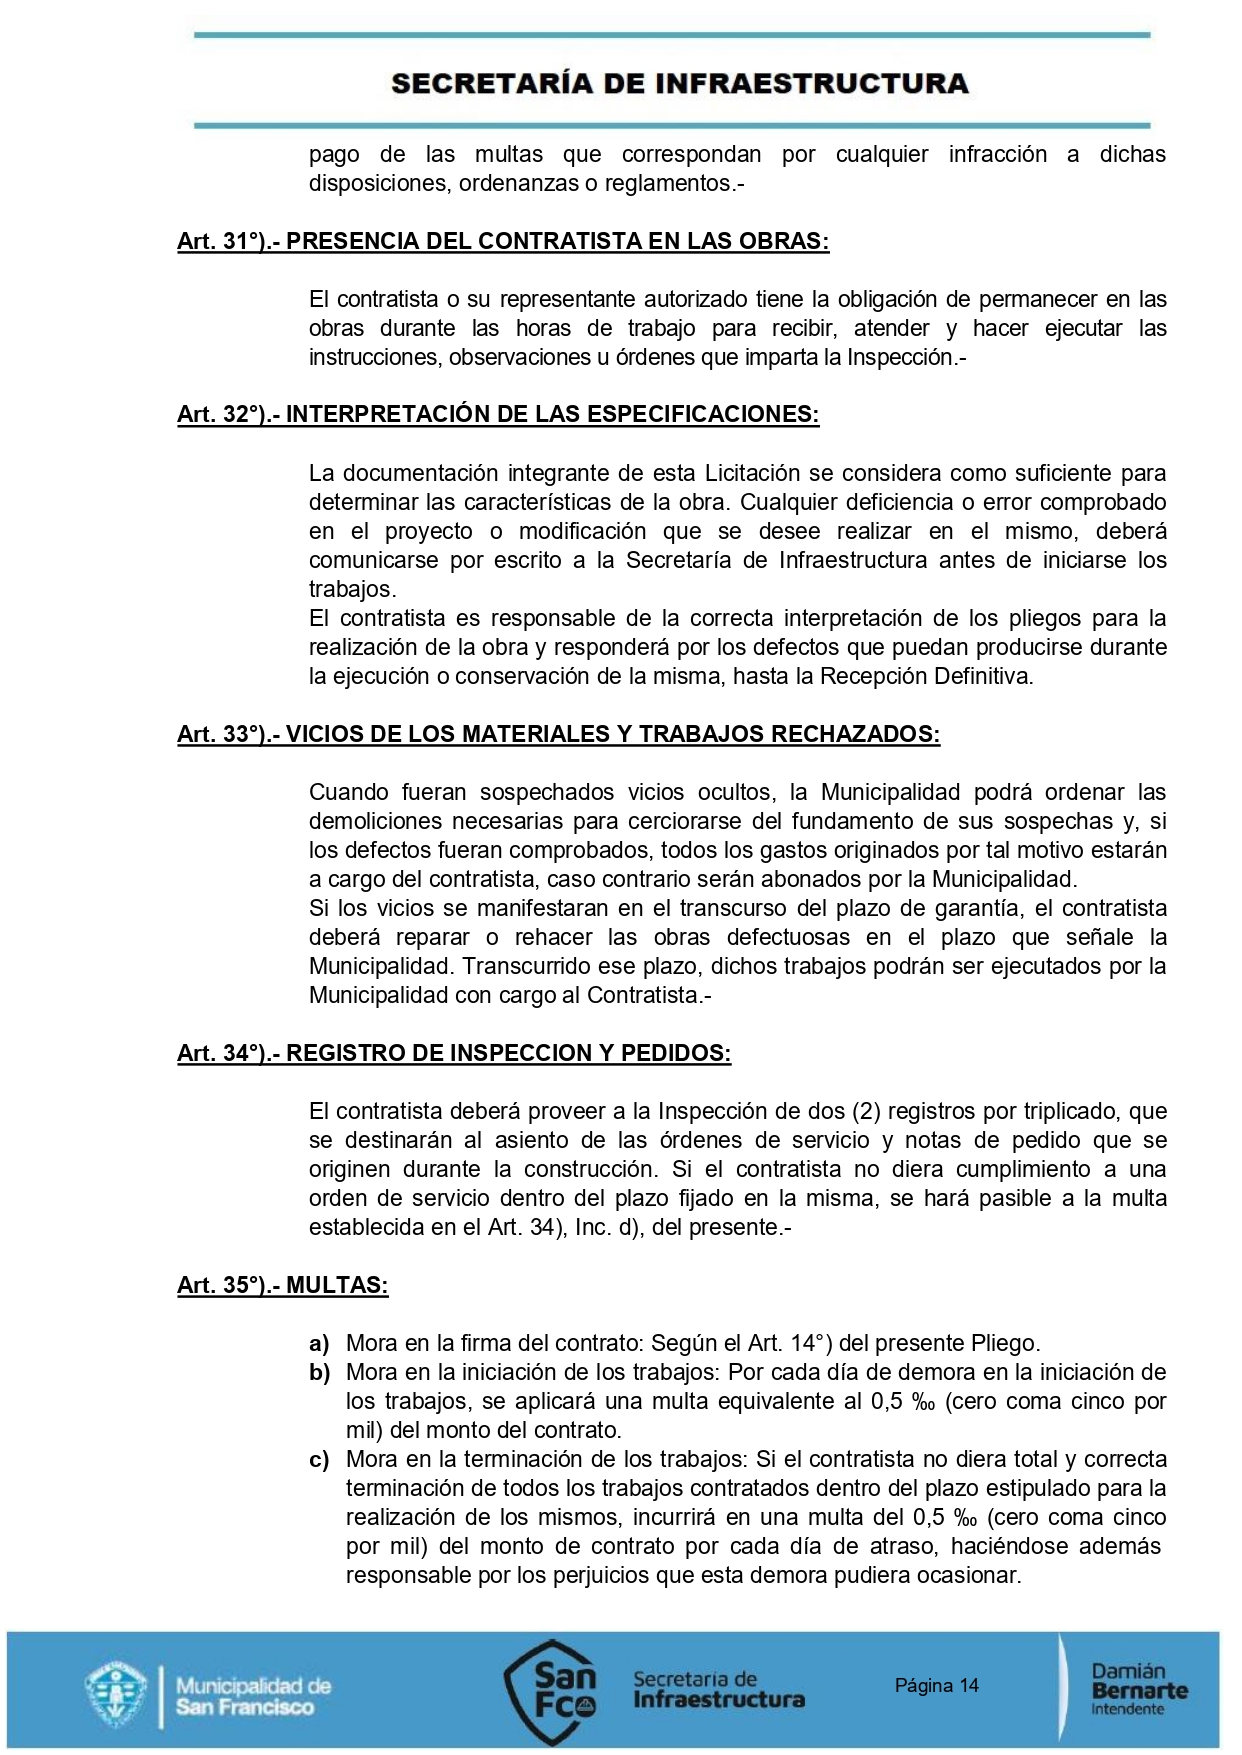 SECRETARÍA DE INFRAESTRUCTURA
pago de las multas que correspondan por cualquier infracción a dichas
disposiciones, ordenanzas o reglamentos.-
Art. 31°).- PRESENCIA DEL CONTRATISTA EN LAS OBRAS:
El contratista o su representante autorizado tiene la obligación de permanecer en las
obras durante las horas de trabajo para recibir, atender y hacer ejecutar las
instrucciones, observaciones u órdenes que imparta la Inspección.-
Art. 32°).- INTERPRETACIÓN DE LAS ESPECIFICACIONES:
La documentación integrante de esta Licitación se considera como suficiente para
determinar las características de la obra. Cualquier deficiencia o error comprobado
en el proyecto o modificación que se desee realizar en el mismo, deberá
comunicarse por escrito a la Secretaría de Infraestructura antes de iniciarse los
trabajos.
El contratista es responsable de la correcta interpretación de los pliegos para la
realización de la obra y responderá por los defectos que puedan producirse durante
la ejecución o conservación de la misma, hasta la Recepción Definitiva.
Art. 33°).- VICIOS DE LOS MATERIALES Y TRABAJOS RECHAZADOS:
Cuando fueran sospechados vicios ocultos, la Municipalidad podrá ordenar las
demoliciones necesarias para cerciorarse del fundamento de sus sospechas y, si
los defectos fueran comprobados, todos los gastos originados por tal motivo estarán
a cargo del contratista, caso contrario serán abonados por la Municipalidad.
Si los vicios se manifestaran en el transcurso del plazo de garantía, el contratista
deberá reparar o rehacer las obras defectuosas en el plazo que señale la
Municipalidad. Transcurrido ese plazo, dichos trabajos podrán ser ejecutados por la
Municipalidad con cargo al Contratista.-
Art. 34°).- REGISTRO DE INSPECCION Y PEDIDOS:
El contratista deberá proveer a la Inspección de dos (2) registros por triplicado, que
se destinarán al asiento de las órdenes de servicio y notas de pedido que se
originen durante la construcción. Si el contratista no diera cumplimiento a una
orden de servicio dentro del plazo fijado en la misma, se hará pasible a la multa
establecida en el Art. 34), Inc. d), del presente.-
Art. 35°).- MULTAS:
a) Mora en la firma del contrato: Según el Art. 14°) del presente Pliego.
b) Mora en la iniciación de los trabajos: Por cada día de demora en la iniciación de
los trabajos, se aplicará una multa equivalente al 0,5 ‰ (cero coma cinco por
mil) del monto del contrato.
c) Mora en la terminación de los trabajos: Si el contratista no diera total y correcta
terminación de todos los trabajos contratados dentro del plazo estipulado para la
realización de los mismos, incurrirá en una multa del 0,5 ‰ (cero coma cinco
por mil) del monto de contrato por cada día de atraso, haciéndose además
responsable por los perjuicios que esta demora pudiera ocasionar.
Municipalidad de
San Francisco
San
Fco
Secretaria de
Infraestructura
Página 14
Damián
Bernarte
Intendente